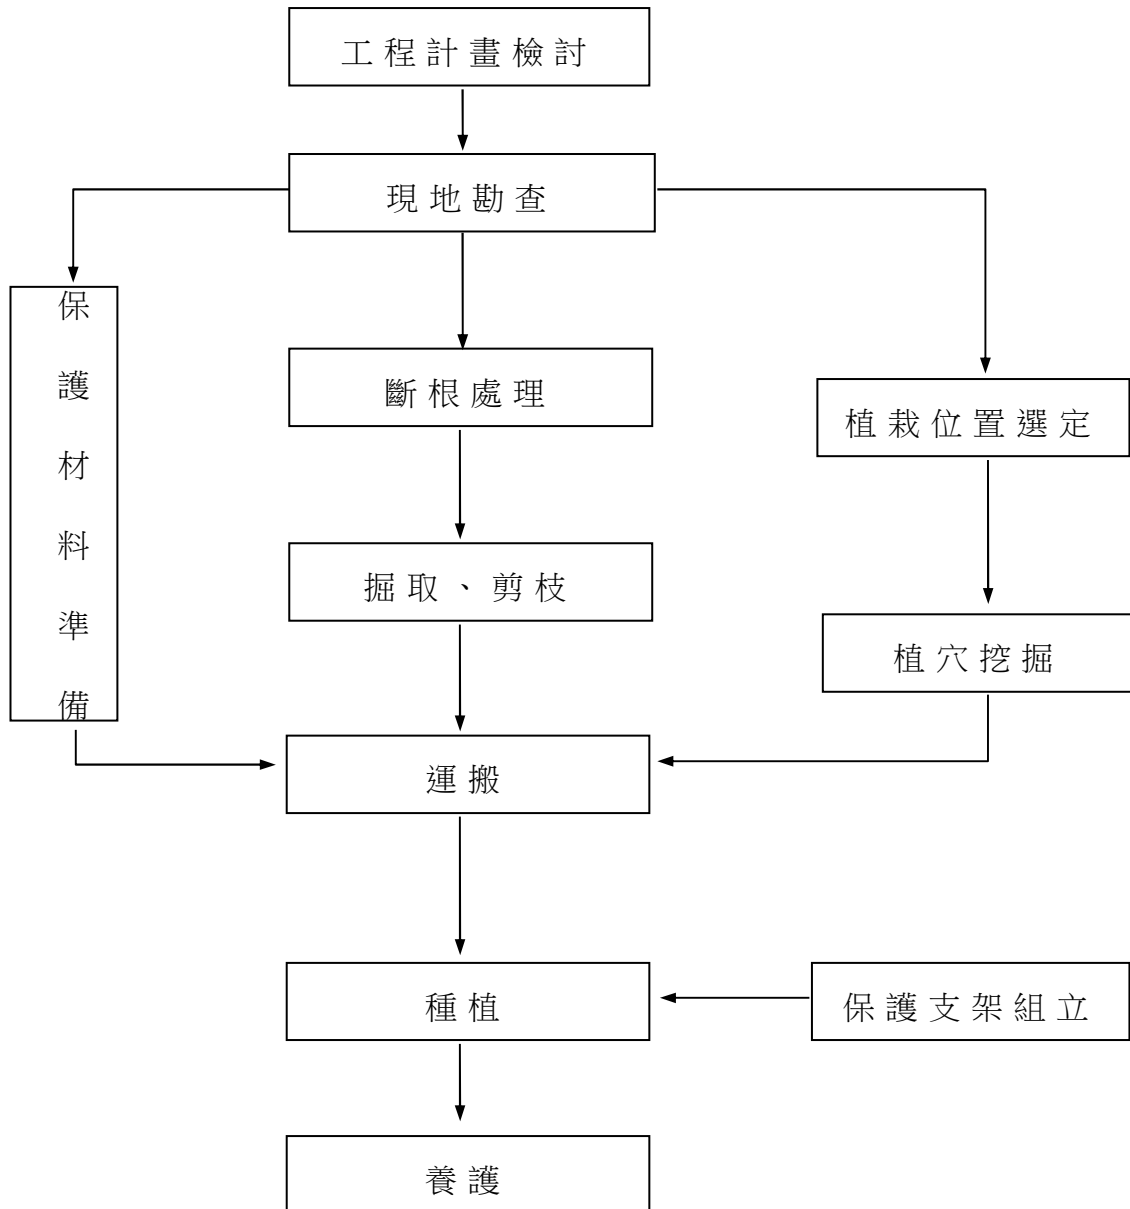 工程計畫檢討
現地勘查
保護材料準備
斷根處理
植栽位置選定
掘取、剪枝
植穴挖掘
運搬
種植
保護支架組立
養護